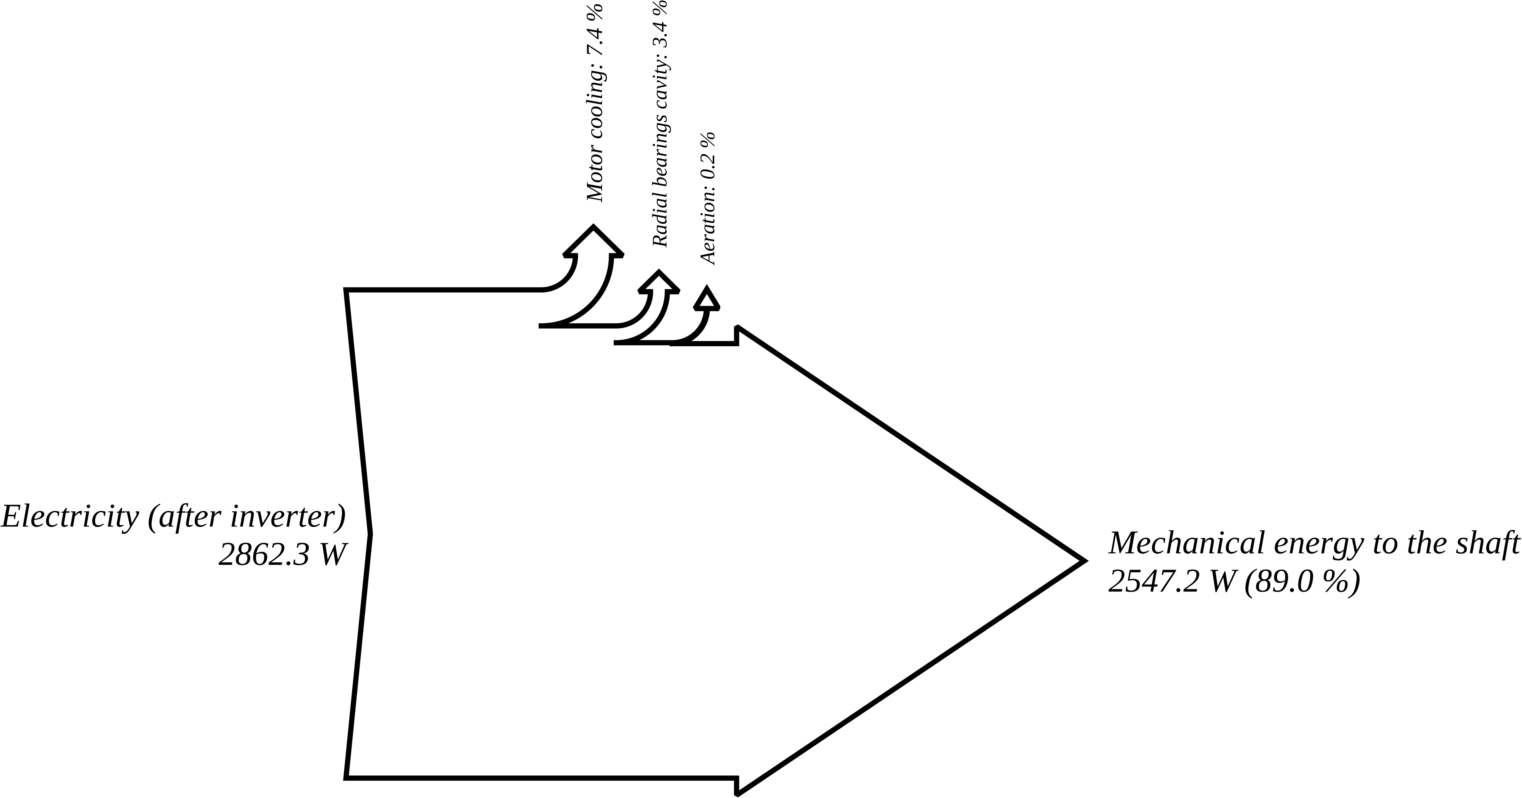 Motor cooling: 7.4 %
Radial bearings cavity: 3.4 %
Aeration: 0.2 %
Electricity (after inverter)
2862.3 W
Mechanical energy to the shaft
2547.2 W (89.0 %)